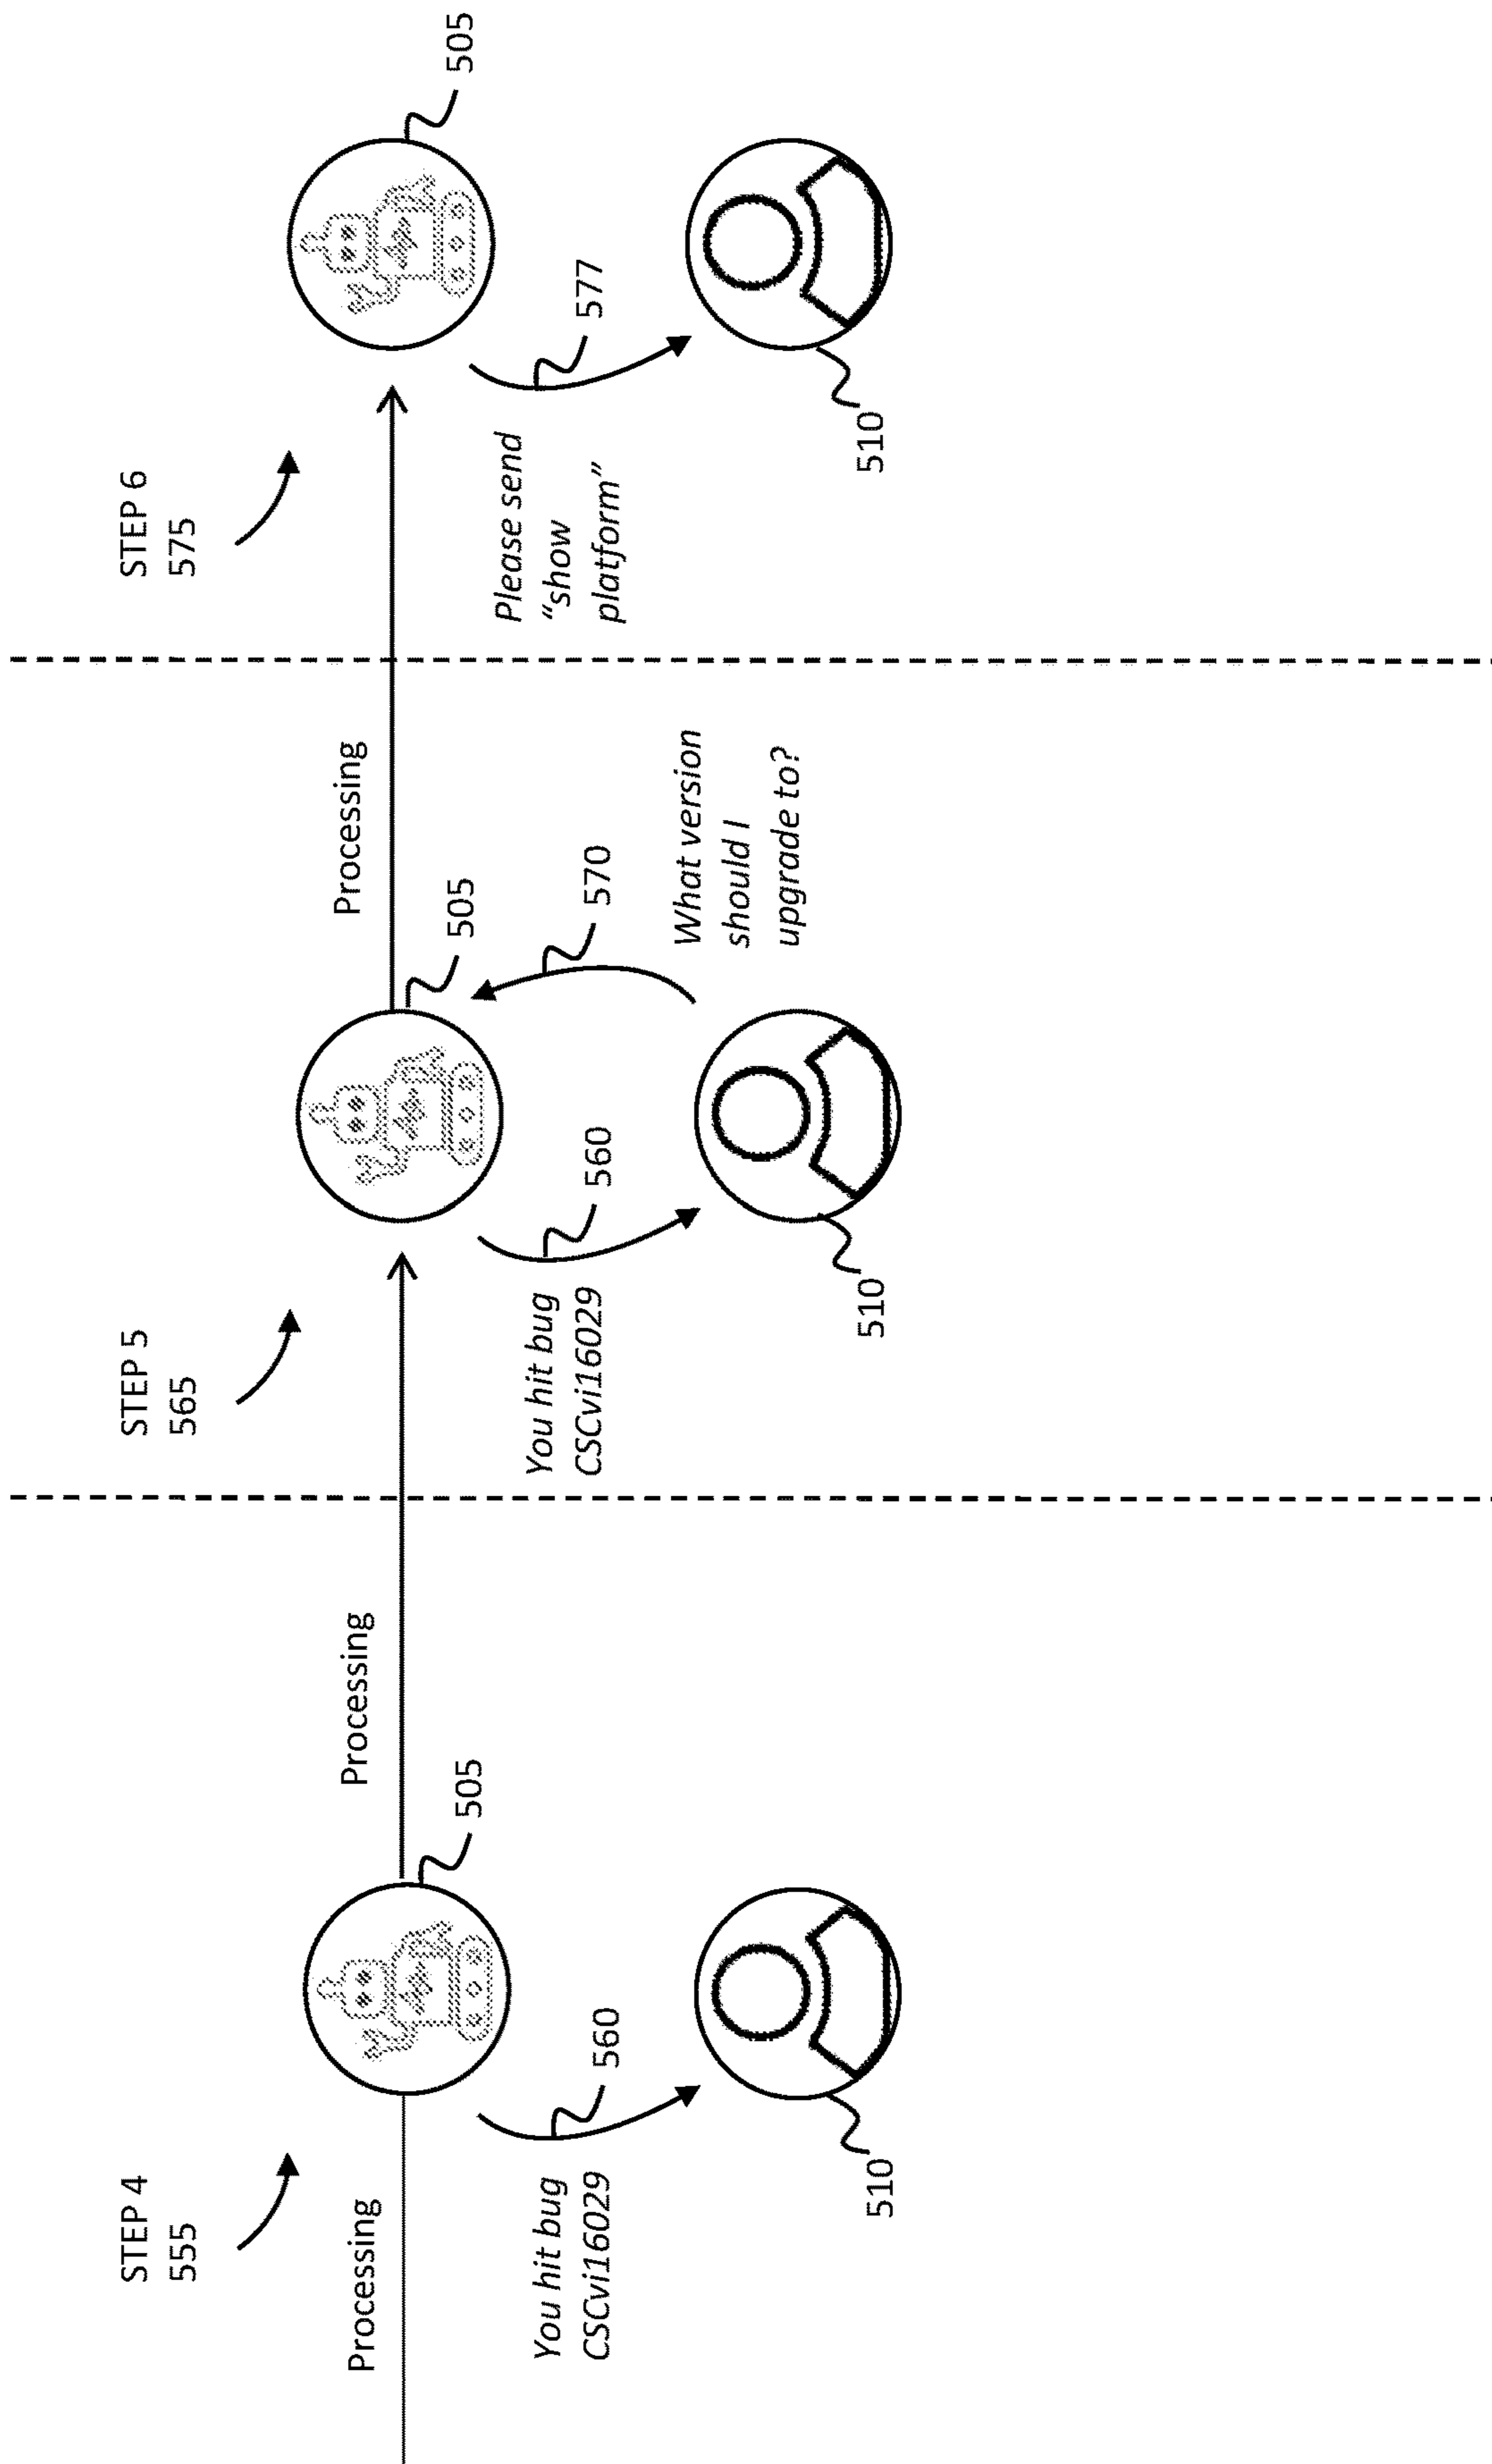 STEP 4
555
Processing
505
You hit bug
CSCvi16029
560
510
Processing
STEP 5
565
505
You hit bug
CSCvi16029
560
570
What version
should I
upgrade to?
510
Processing
STEP 6
575
505
Please send
“show
platform”
577
510